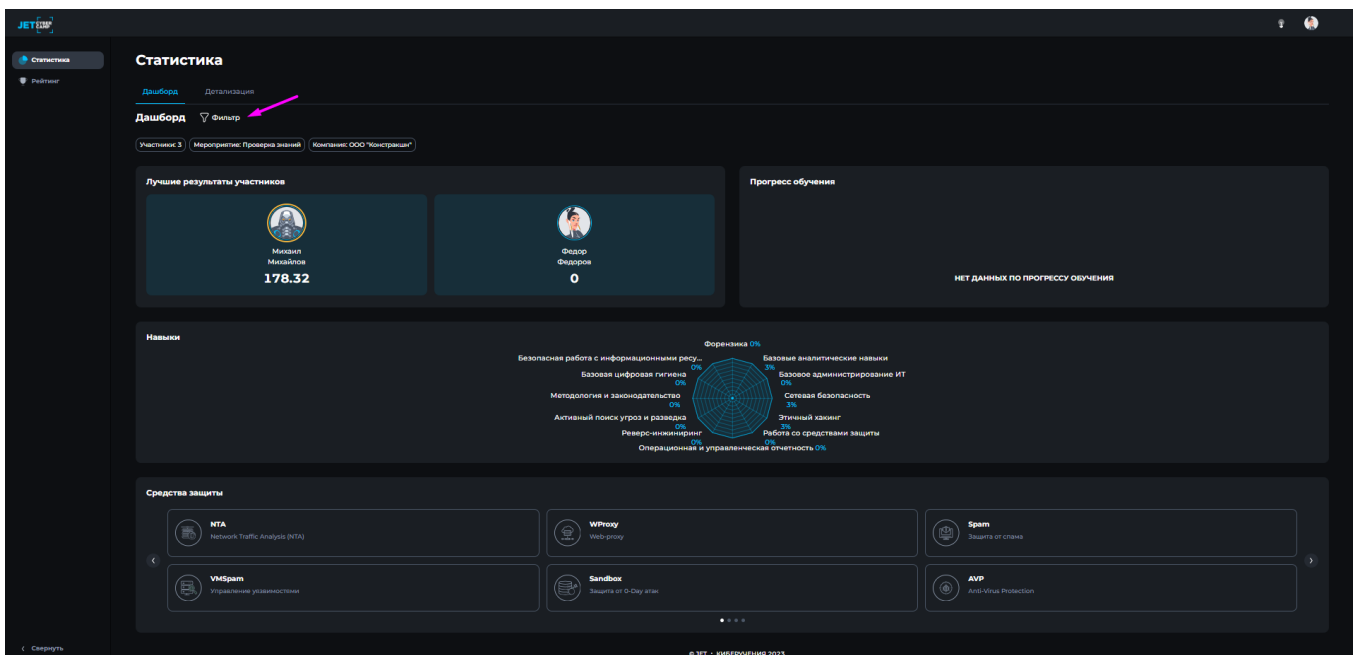 JET CYBER CAMP
Статистика
Рейтинг
Статистика
Дашборд Детализация
Дашборд Фильтр
Участники: 3 Мероприятие: Проверка знаний Компания: ООО "Констракшн"
Лучшие результаты участников
Михаил
Михайлов
178.32
Федор
Федоров
0
Прогресс обучения
НЕТ ДАННЫХ ПО ПРОГРЕССУ ОБУЧЕНИЯ
Навыки
Форензика 0%
Безопасная работа с информационными ресу... 0%
Базовые аналитические навыки 3%
Базовая цифровая гигиена 0%
Базовое администрирование ИТ 0%
Методология и законодательство 0%
Сетевая безопасность 3%
Активный поиск угроз и разведка 0%
Этичный хакинг 3%
Реверс-инжиниринг 0%
Работа со средствами защиты 0%
Операционная и управленческая отчетность 0%
Средства защиты
NTA
Network Traffic Analysis (NTA)
WProxy
Web-proxy
Spam
Защита от спама
VMSpam
Управление уязвимостями
Sandbox
Защита от 0-Day атак
AVP
Anti-Virus Protection
Свернуть
© JET • КИБЕРУЧЕНИЯ 2023